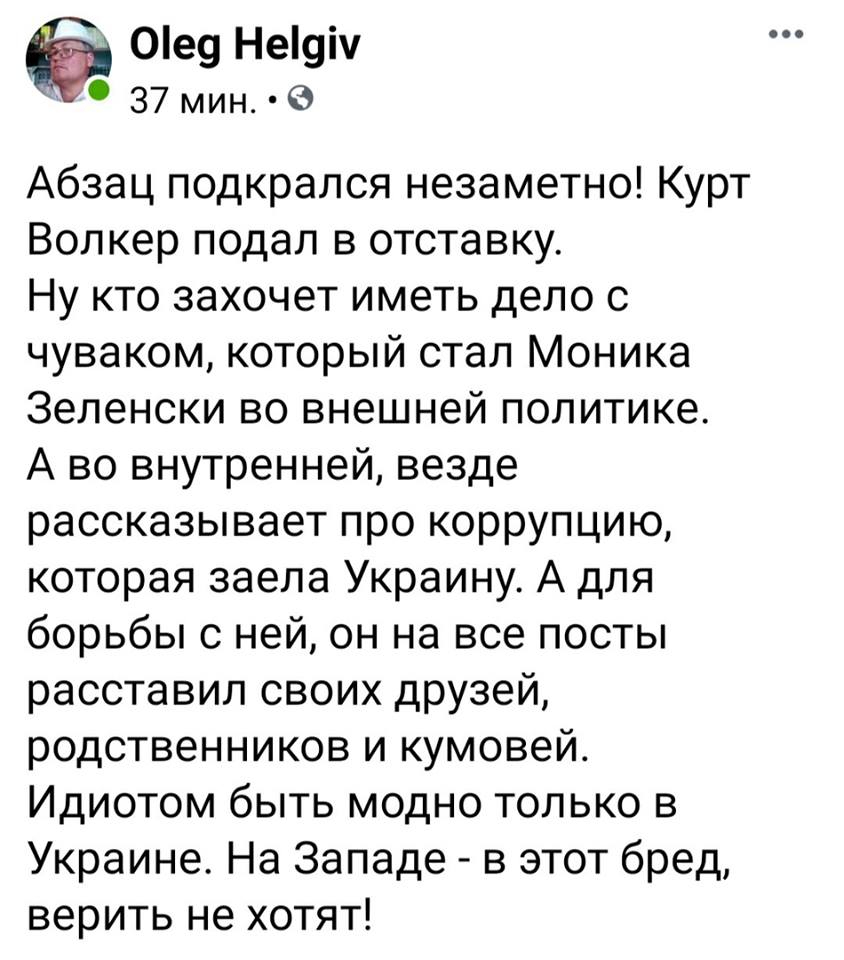 Oleg Helgiv
37 мин. •
Абзац подкрался незаметно! Курт
Волкер подал в отставку.
Ну кто захочет иметь дело с
чуваком, который стал Моника
Зеленски во внешней политике.
А во внутренней, везде
рассказывает про коррупцию,
которая заела Украину. А для
борьбы с ней, он на все посты
расставил своих друзей,
родственников и кумовей.
Идиотом быть модно только в
Украине. На Западе - в этот бред,
верить не хотят!